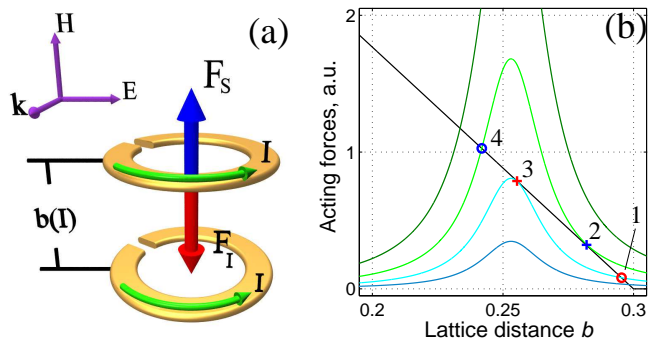 (a)
H
E
k
F_S
I
b(I)
F_I
I
(b)
Acting forces, a.u.
2
1
0
4
3
2
1
0.2
0.25
0.3
Lattice distance b